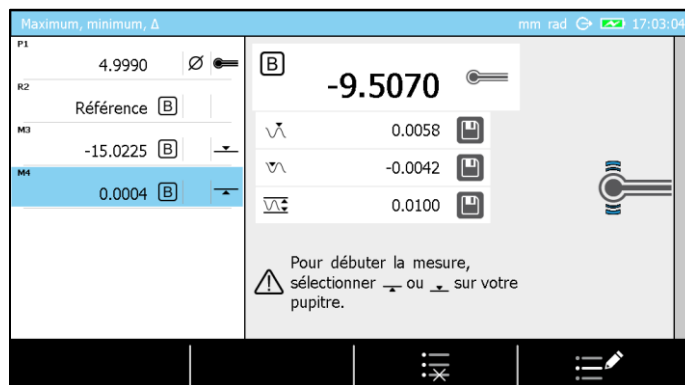 Maximum, minimum, Δ
mm rad 17:03:04
P1
4.9990 Ø
R2
Référence B
M3
-15.0225 B
M4
0.0004 B
B
-9.5070
0.0058
-0.0042
0.0100
Pour débuter la mesure,
sélectionner ou sur votre
pupitre.